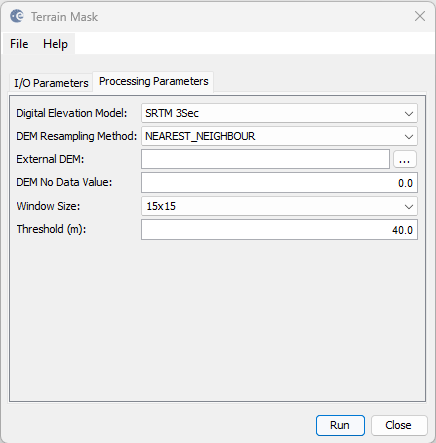 Terrain Mask
File Help
I/O Parameters Processing Parameters
Digital Elevation Model: SRTM 3Sec
DEM Resampling Method: NEAREST_NEIGHBOUR
External DEM: ...
DEM No Data Value: 0.0
Window Size: 15x15
Threshold (m): 40.0
Run Close